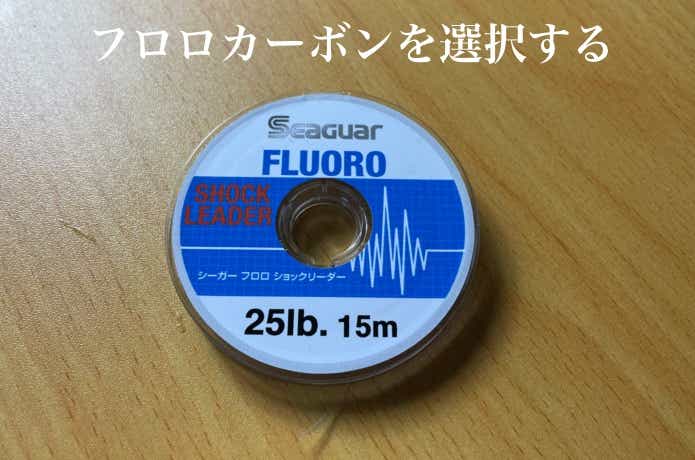 フロロカーボンを選択する
Seaguar
FLUORO
SHOCK
LEADER
シーガー フロロ ショックリーダー
25lb. 15m